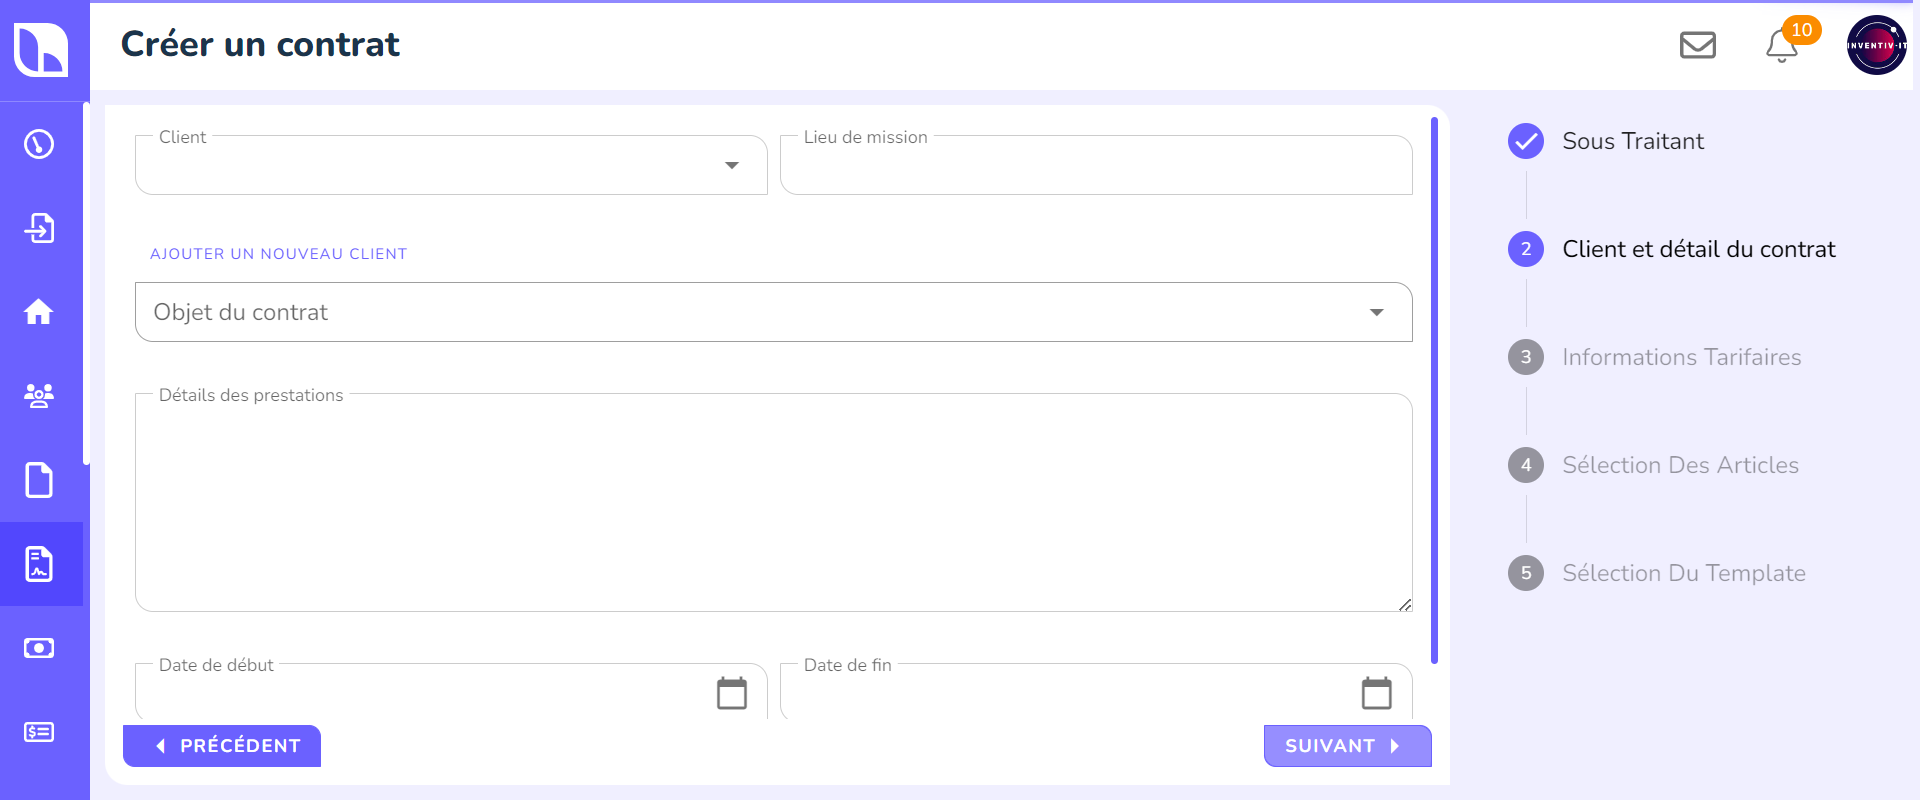 Créer un contrat
10
INVENTIV-IT
Client
Lieu de mission
AJOUTER UN NOUVEAU CLIENT
Objet du contrat
Détails des prestations
Date de début
Date de fin
PRÉCÉDENT
SUIVANT
Sous Traitant
2 Client et détail du contrat
3 Informations Tarifaires
4 Sélection Des Articles
5 Sélection Du Template